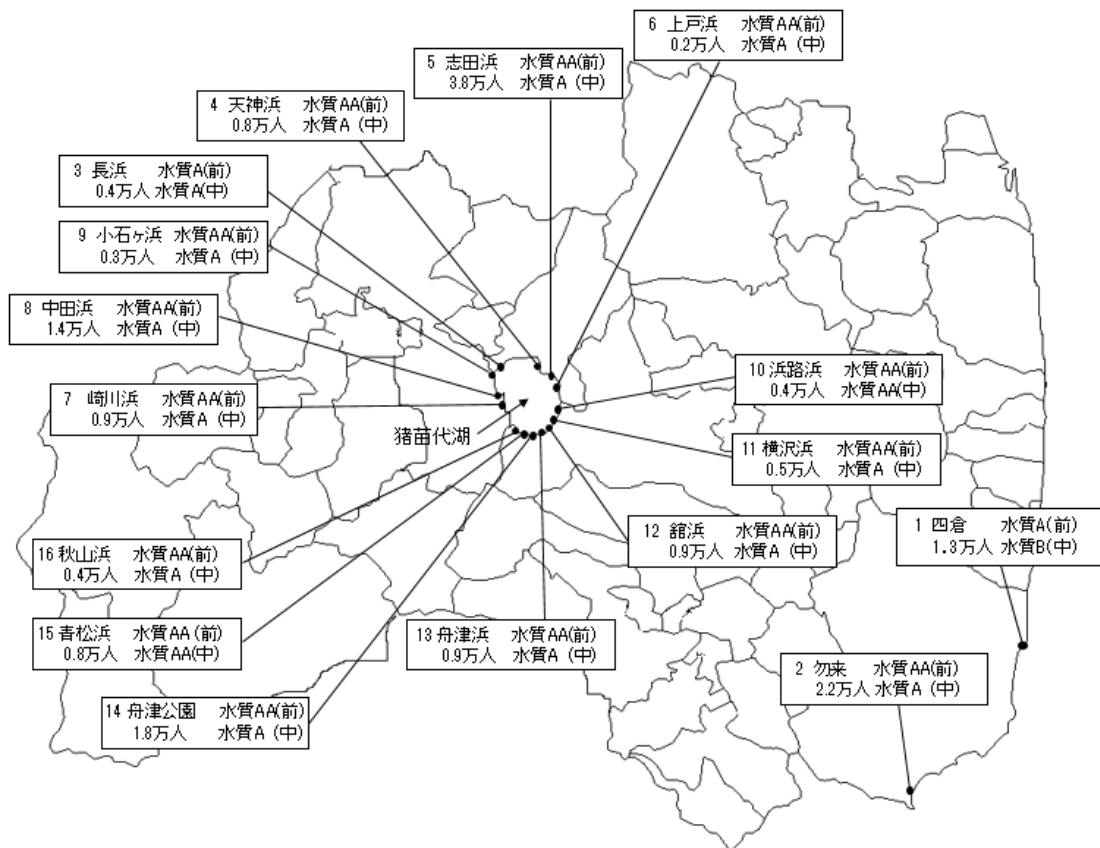 6 上戸浜 水質AA(前)
0.2万人 水質A (中)
5 志田浜 水質AA(前)
3.8万人 水質A (中)
4 天神浜 水質AA(前)
0.8万人 水質A (中)
3 長浜 水質A(前)
0.4万人 水質A(中)
9 小石ヶ浜 水質AA(前)
0.3万人 水質A (中)
8 中田浜 水質AA(前)
1.4万人 水質A (中)
7 崎川浜 水質AA(前)
0.9万人 水質A (中)
猪苗代湖
10 浜路浜 水質AA(前)
0.4万人 水質AA(中)
11 横沢浜 水質AA(前)
0.5万人 水質A (中)
12 舘浜 水質AA(前)
0.9万人 水質A (中)
1 四倉 水質A(前)
1.3万人 水質B(中)
16 秋山浜 水質AA(前)
0.4万人 水質A (中)
15 青松浜 水質AA (前)
0.8万人 水質AA(中)
13 舟津浜 水質AA(前)
0.9万人 水質A (中)
2 勿来 水質AA(前)
2.2万人 水質A (中)
14 舟津公園 水質AA(前)
1.8万人 水質A (中)